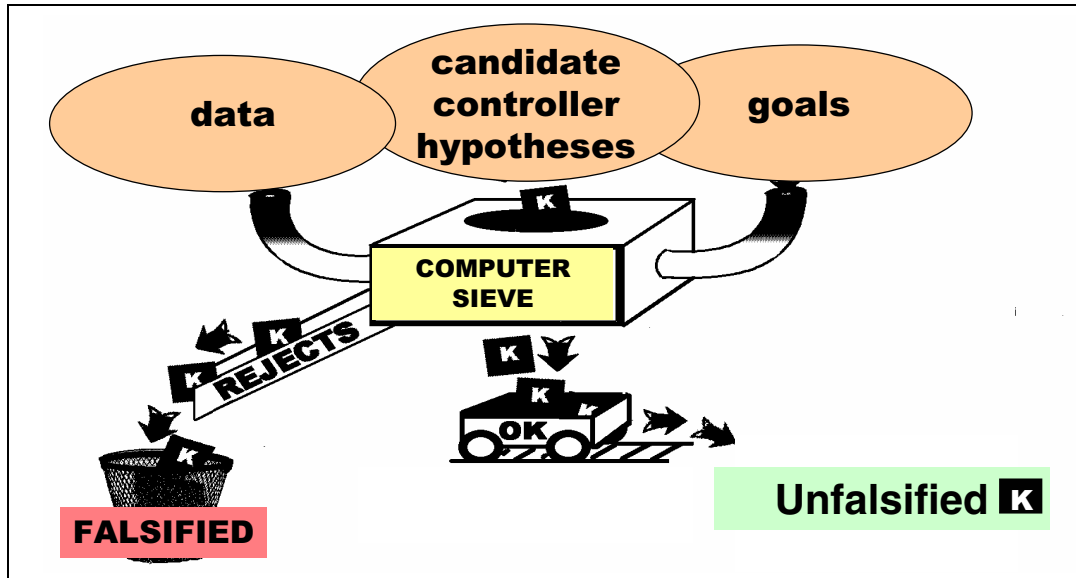 data
candidate
controller
hypotheses
goals
K
COMPUTER
SIEVE
K
K
REJECTS
K
K
K
K
OK
FALSIFIED
Unfalsified K